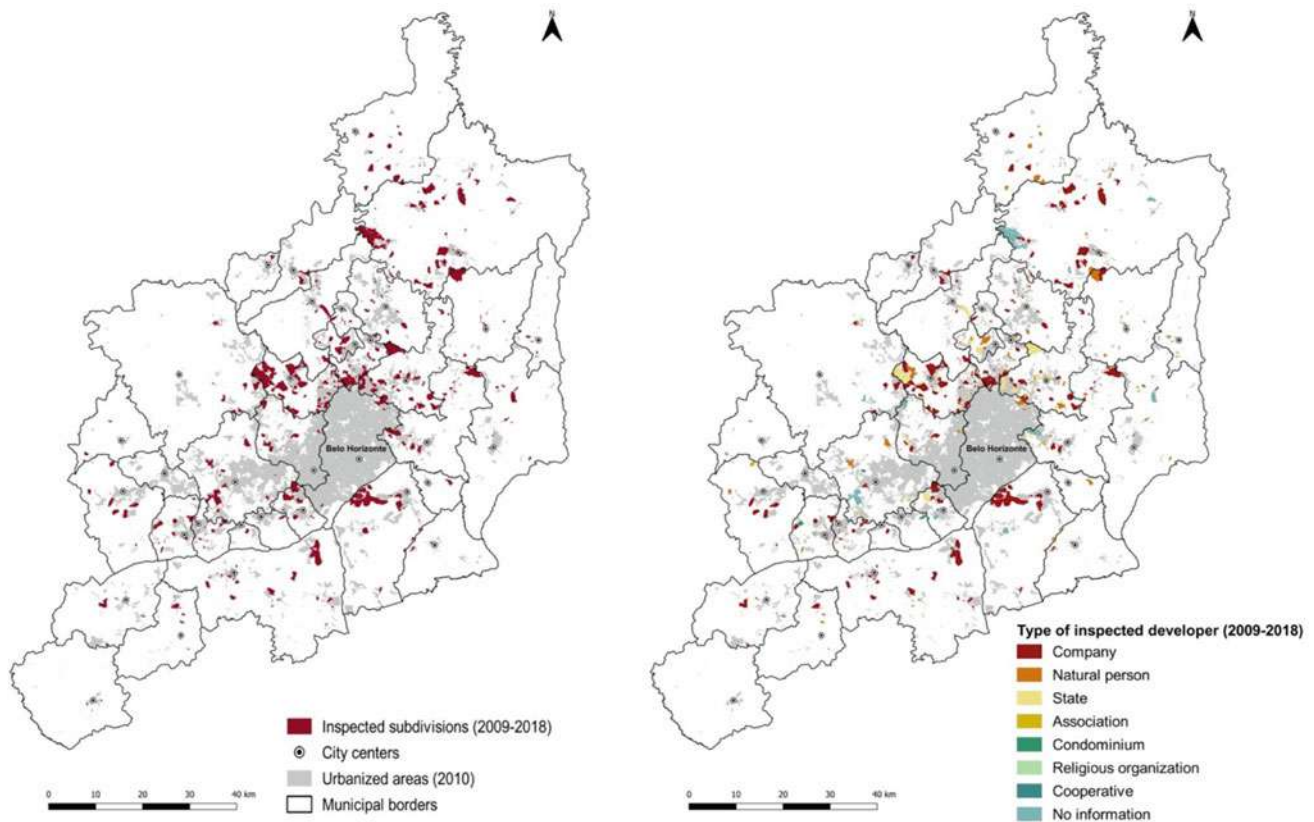 N
N
Belo Horizonte
Belo Horizonte
Inspected subdivisions (2009-2018)
City centers
Urbanized areas (2010)
Municipal borders
0 10 20 30 40 km
Type of inspected developer (2009-2018)
Company
Natural person
State
Association
Condominium
Religious organization
Cooperative
No information
0 10 20 30 40 km